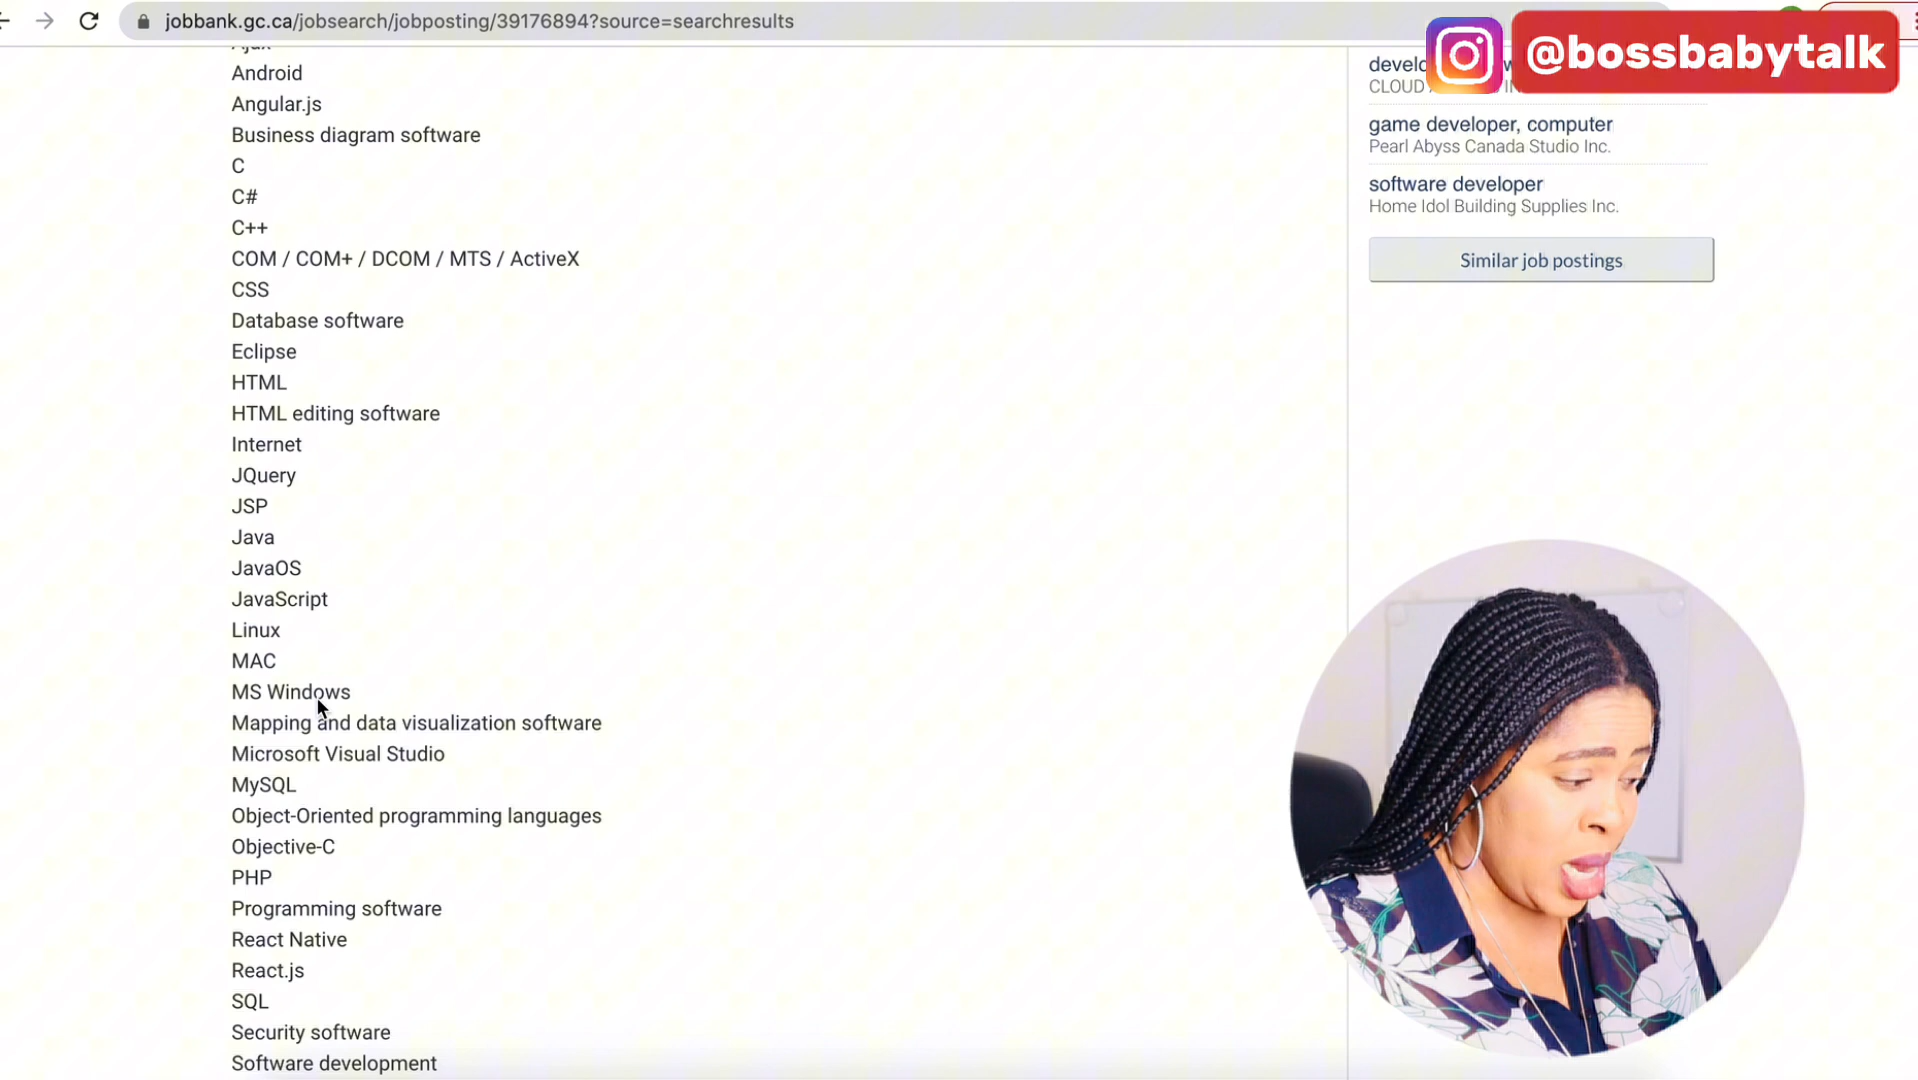 jobbank.gc.ca/jobsearch/jobposting/39176894?source=searchresults
@bossbabytalk
Ajax
Android
Angular.js
Business diagram software
C
C#
C++
COM / COM+ / DCOM / MTS / ActiveX
CSS
Database software
Eclipse
HTML
HTML editing software
Internet
JQuery
JSP
Java
JavaOS
JavaScript
Linux
MAC
MS Windows
Mapping and data visualization software
Microsoft Visual Studio
MySQL
Object-Oriented programming languages
Objective-C
PHP
Programming software
React Native
React.js
SQL
Security software
Software development
CLOUD
game developer, computer
Pearl Abyss Canada Studio Inc.
software developer
Home Idol Building Supplies Inc.
Similar job postings